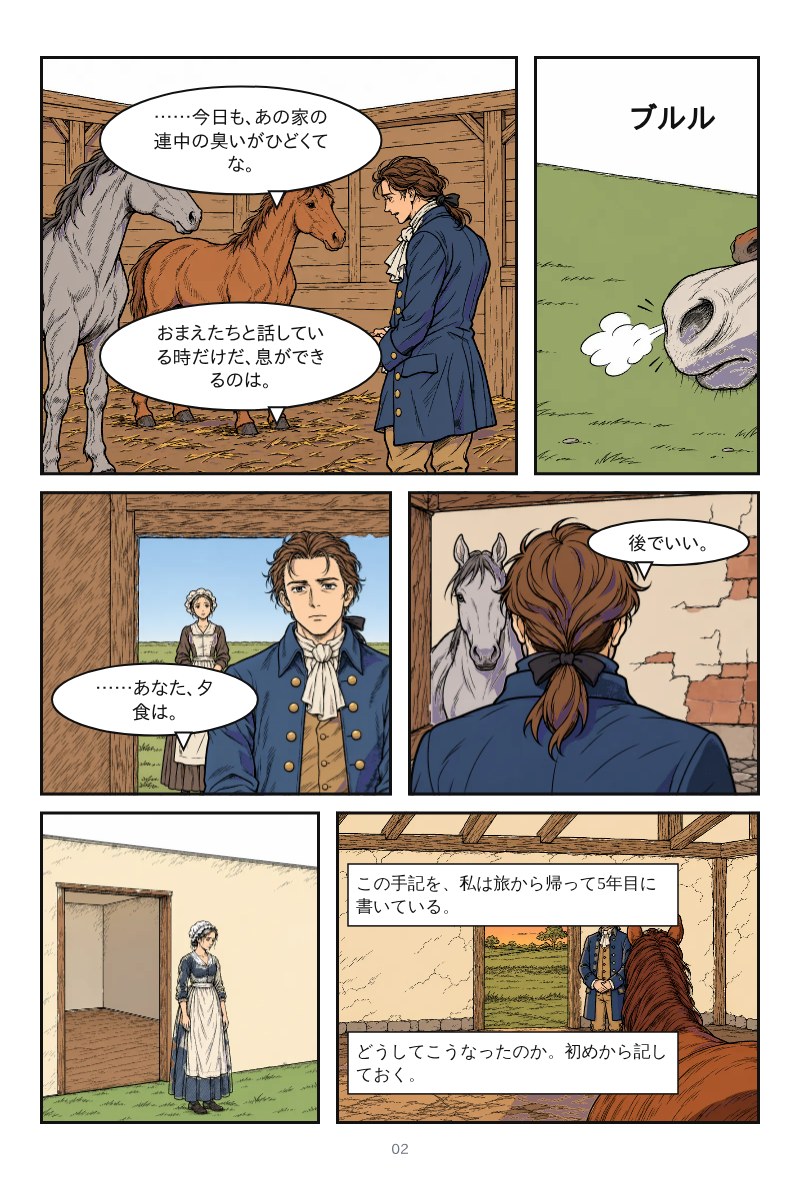 ……今日も、あの家の
連中の臭いがひどくて
な。
おまえたちと話してい
る時だけだ、息ができ
るのは。
ブルル
……あなた、夕
食は。
後でいい。
この手記を、私は旅から帰って5年目に
書いている。
どうしてこうなったのか。初めから記し
ておく。
02